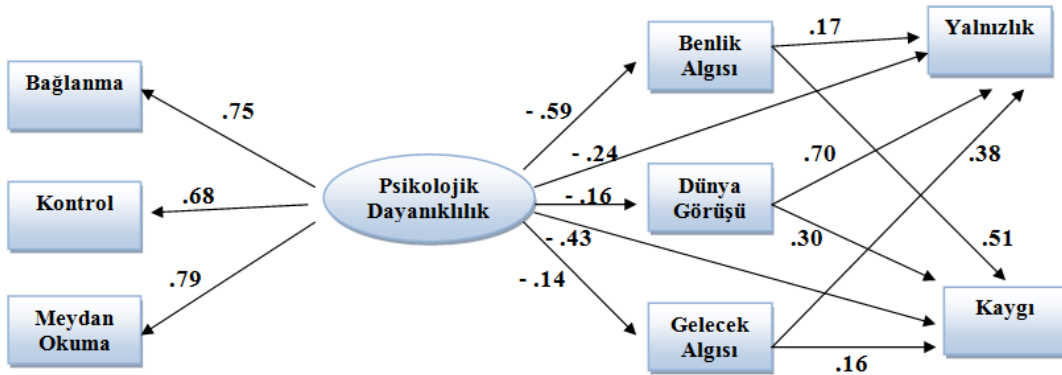 Bağlanma
Kontrol
Meydan
Okuma
.75
.68
.79
Psikolojik
Dayanıklılık
- .59
- .24
- .16
- .43
- .14
Benlik
Algısı
Dünya
Görüşü
Gelecek
Algısı
.17
.70
.38
.30
.51
.16
Yalnızlık
Kaygı